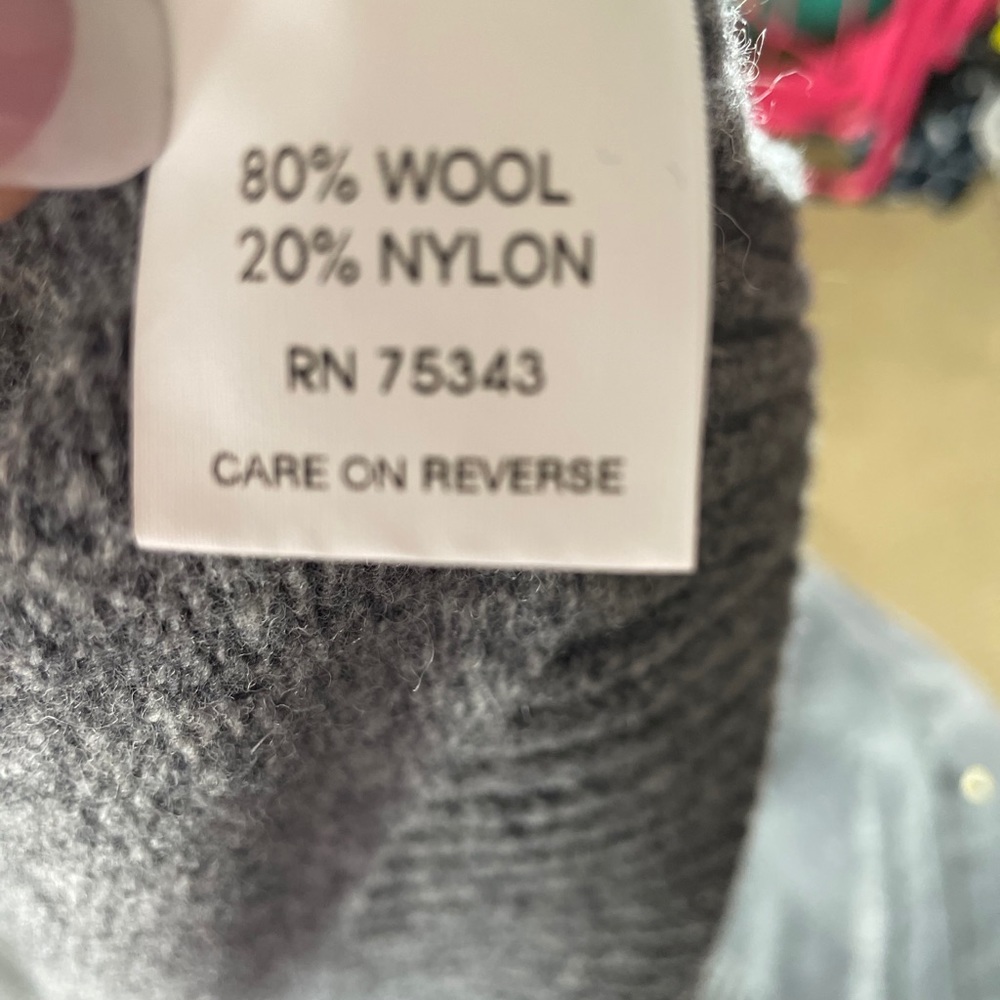 80% WOOL
20% NYLON
RN 75343
CARE ON REVERSE